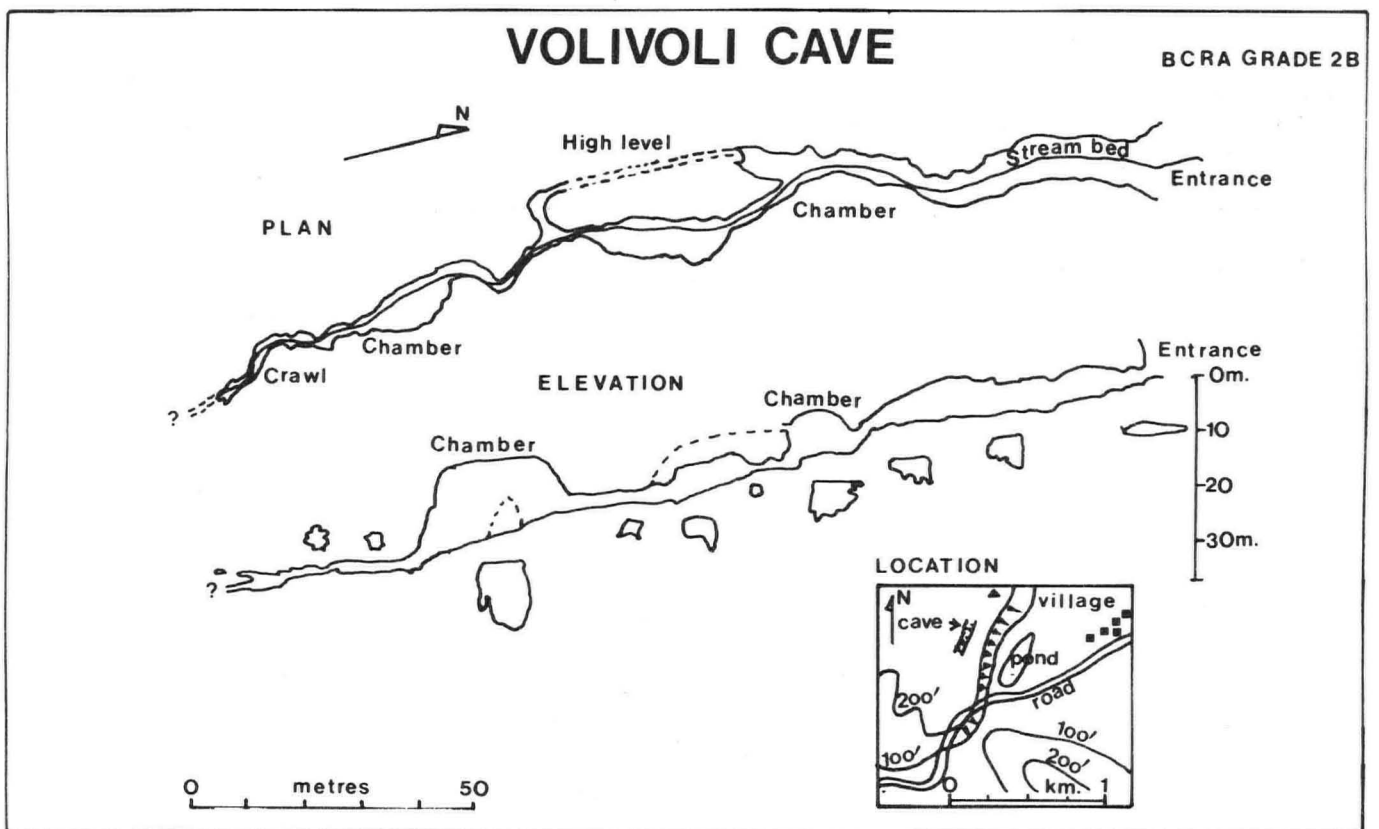 VOLIVOLI CAVE
BCRA GRADE 2B
N
High level
Stream bed
Entrance
PLAN
Chamber
Chamber
Crawl
?
ELEVATION
Entrance
0m.
Chamber
10
Chamber
20
30m.
?
LOCATION
N
village
cave
pond
200'
road
100'
100'
200'
0 km. 1
0 metres 50